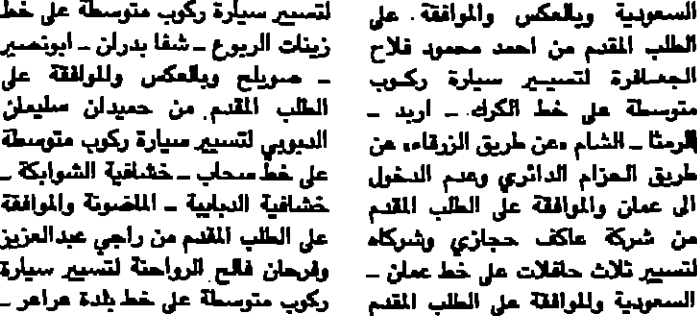 السعودية وبالعكس والموافقة على
الطلب المقدم من احمد محمود فلاح
الجعافرة لتسيير سيارة ركوب
متوسطة على خط الكرك ـ اربد ـ
الرمثا ـ الشام «عن طريق الزرقاء» عن
طريق الحزام الدائري وعدم الدخول
الى عمان والموافقة على الطلب المقدم
من شركة عاكف حجازي وشركاه
لتسيير ثلاث حافلات على خط عمان ـ
السعودية والموافقة على الطلب المقدم
لتسيير سيارة ركوب متوسطة على خط
زينات الربوع ـ شفا بدران ـ ابونصير
ـ صويلح وبالعكس والموافقة على
الطلب المقدم من حميدان سليمان
الدبوبي لتسيير سيارة ركوب متوسطة
على خط سحاب ـ خشافية الشوابكة ـ
خشافية الدبايبة ـ اللضونة والموافقة
على الطلب المقدم من راجي عبدالعزيز
وفرحان فالح الرواحنة لتسيير سيارة
ركوب متوسطة على خط بلدة مراعر ـ